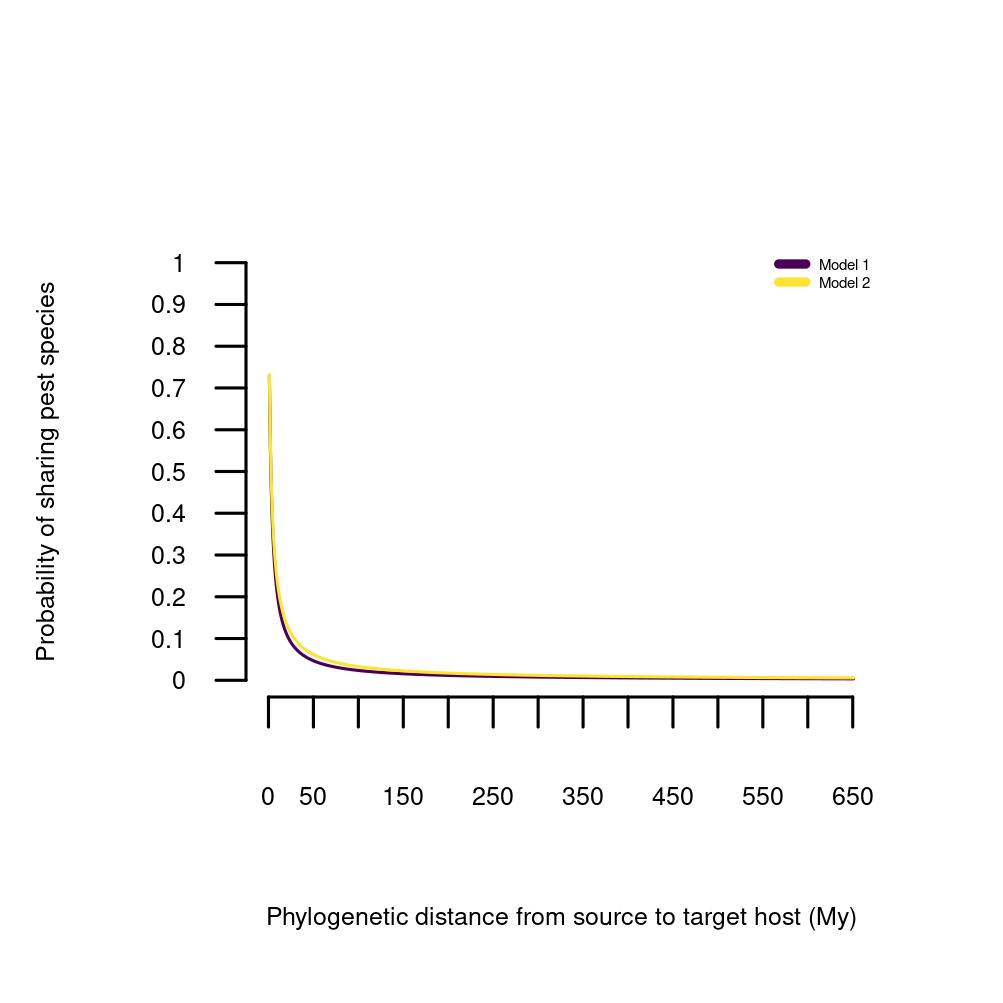 Probability of sharing pest species
1
0.9
0.8
0.7
0.6
0.5
0.4
0.3
0.2
0.1
0
Model 1
Model 2
0 50 150 250 350 450 550 650
Phylogenetic distance from source to target host (My)